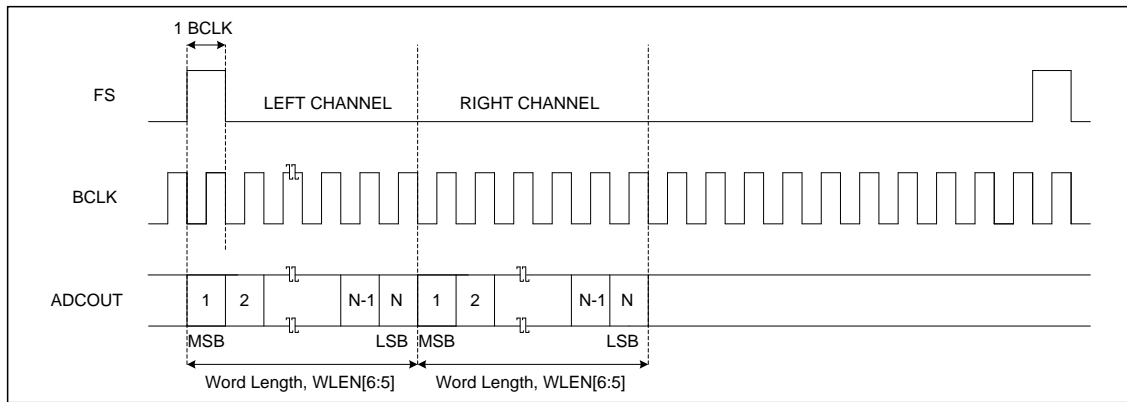 1 BCLK
FS
LEFT CHANNEL RIGHT CHANNEL
BCLK
ADCOUT
1 2 N-1 N 1 2 N-1 N
MSB LSB MSB LSB
Word Length, WLEN[6:5] Word Length, WLEN[6:5]